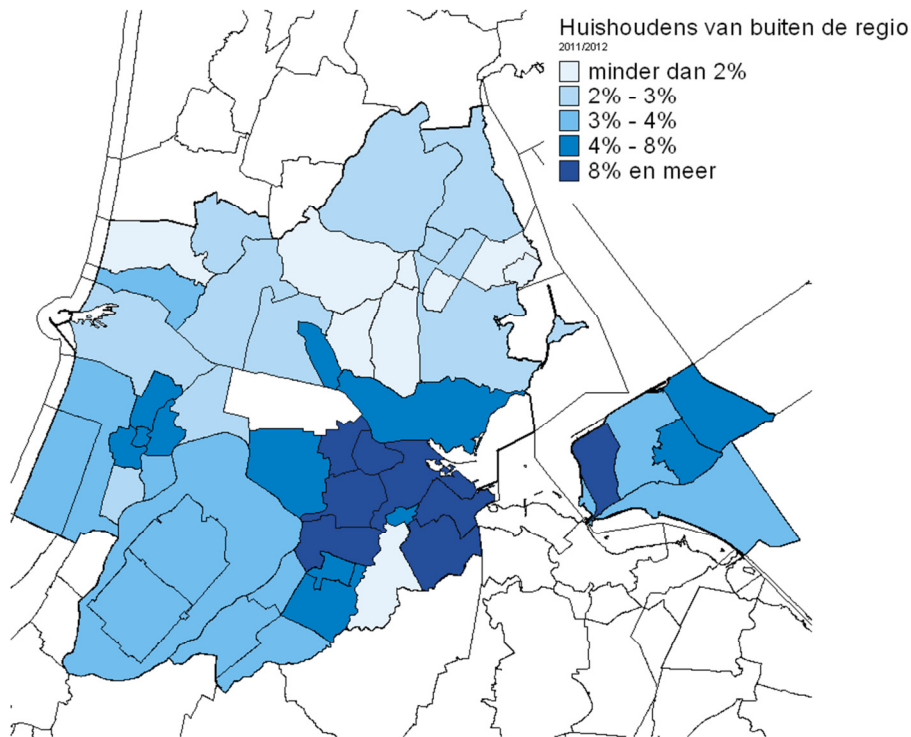 Huishoudens van buiten de regio
2011/2012
minder dan 2%
2% - 3%
3% - 4%
4% - 8%
8% en meer